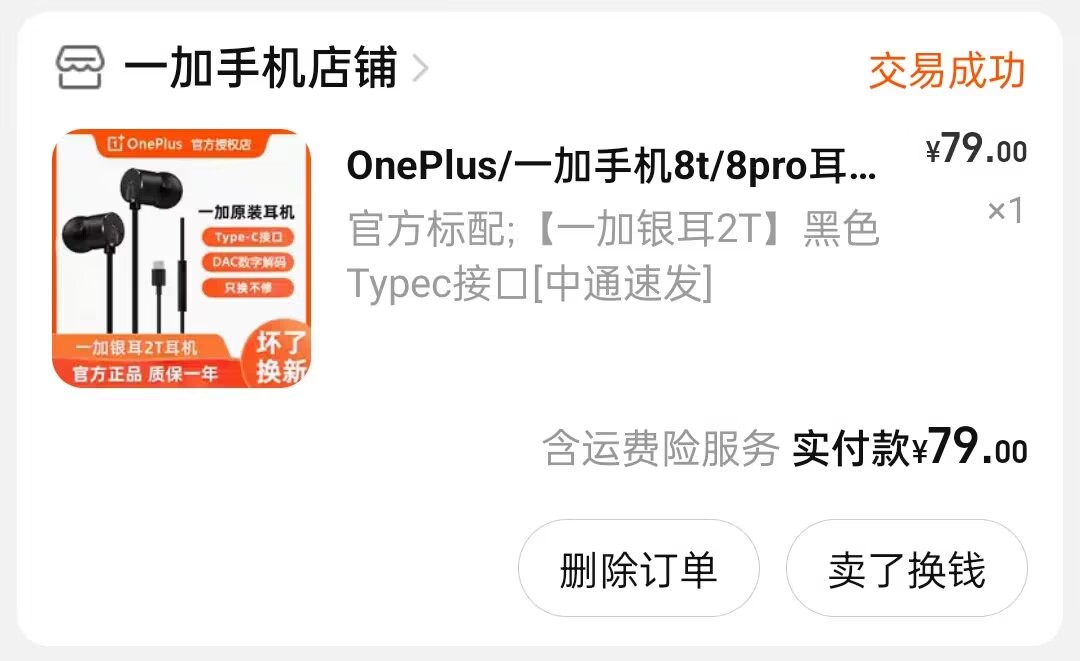 一加手机店铺
交易成功
OnePlus 官方授权店
一加原装耳机
Type-C接口
DAC数字解码
只换不修
一加银耳2T耳机
官方正品 质保一年
坏了
换新
OnePlus/一加手机8t/8pro耳...
¥79.00
官方标配;【一加银耳2T】黑色
×1
Typec接口[中通速发]
含运费险服务 实付款¥79.00
删除订单
卖了换钱